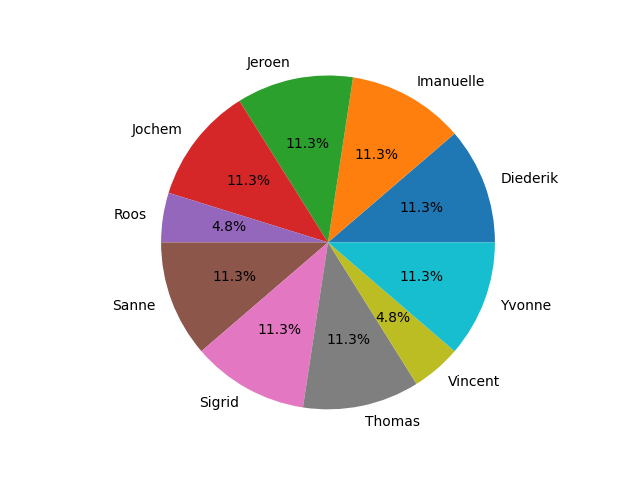 Jeroen
Imanuelle
Jochem
11.3%
11.3%
Diederik
11.3%
11.3%
Roos
4.8%
Sanne
11.3%
11.3%
Yvonne
11.3%
11.3%
4.8%
Vincent
Sigrid
Thomas